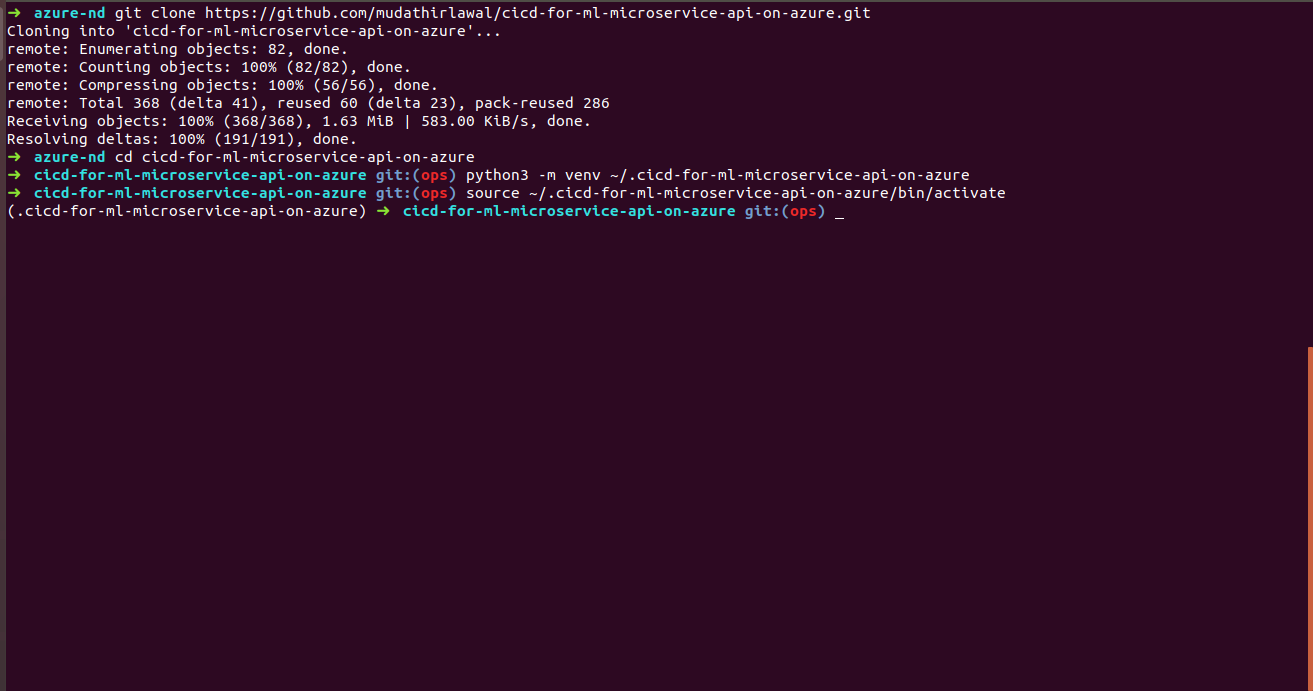 ➜  azure-nd git clone https://github.com/mudathirlawal/cicd-for-ml-microservice-api-on-azure.git
Cloning into 'cicd-for-ml-microservice-api-on-azure'...
remote: Enumerating objects: 82, done.
remote: Counting objects: 100% (82/82), done.
remote: Compressing objects: 100% (56/56), done.
remote: Total 368 (delta 41), reused 60 (delta 23), pack-reused 286
Receiving objects: 100% (368/368), 1.63 MiB | 583.00 KiB/s, done.
Resolving deltas: 100% (191/191), done.
➜  azure-nd cd cicd-for-ml-microservice-api-on-azure
➜  cicd-for-ml-microservice-api-on-azure git:(ops) python3 -m venv ~/.cicd-for-ml-microservice-api-on-azure
➜  cicd-for-ml-microservice-api-on-azure git:(ops) source ~/.cicd-for-ml-microservice-api-on-azure/bin/activate
(.cicd-for-ml-microservice-api-on-azure) ➜  cicd-for-ml-microservice-api-on-azure git:(ops) _